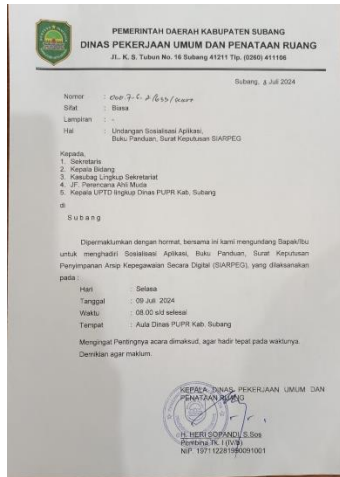 PEMERINTAH DAERAH KABUPATEN SUBANG
DINAS PEKERJAAN UMUM DAN PENATAAN RUANG
JL. K. S. Tubun No. 16 Subang 41211 Tlp. (0260) 411106
Subang, 8 Juli 2024
Nomor :
Sifat : Biasa
Lampiran : -
Hal : Undangan Sosialisasi Aplikasi,
Buku Panduan, Surat Keputusan SIARPEG
Kepada,
1. Sekretaris
2. Kepala Bidang
3. Kasubag Lingkup Sekretariat
4. JF. Perencana Ahli Muda
5. Kepala UPTD lingkup Dinas PUPR Kab. Subang
di
Subang
Dipermaklumkan dengan hormat, bersama ini kami mengundang Bapak/Ibu
untuk menghadiri Sosialisasi Aplikasi, Buku Panduan, Surat Keputusan
Penyimpanan Arsip Kepegawaian Secara Digital (SIARPEG), yang dilaksanakan
pada :
Hari : Selasa
Tanggal : 09 Juli 2024
Waktu : 08.00 s/d selesai
Tempat : Aula Dinas PUPR Kab. Subang
Mengingat Pentingnya acara dimaksud, agar hadir tepat pada waktunya.
Demikian agar maklum.
KEPALA DINAS PEKERJAAN UMUM DAN
PENATAAN RUANG
H. HERI SOPANDI, S.Sos
Pembina Tk. I (IV/b)
NIP.